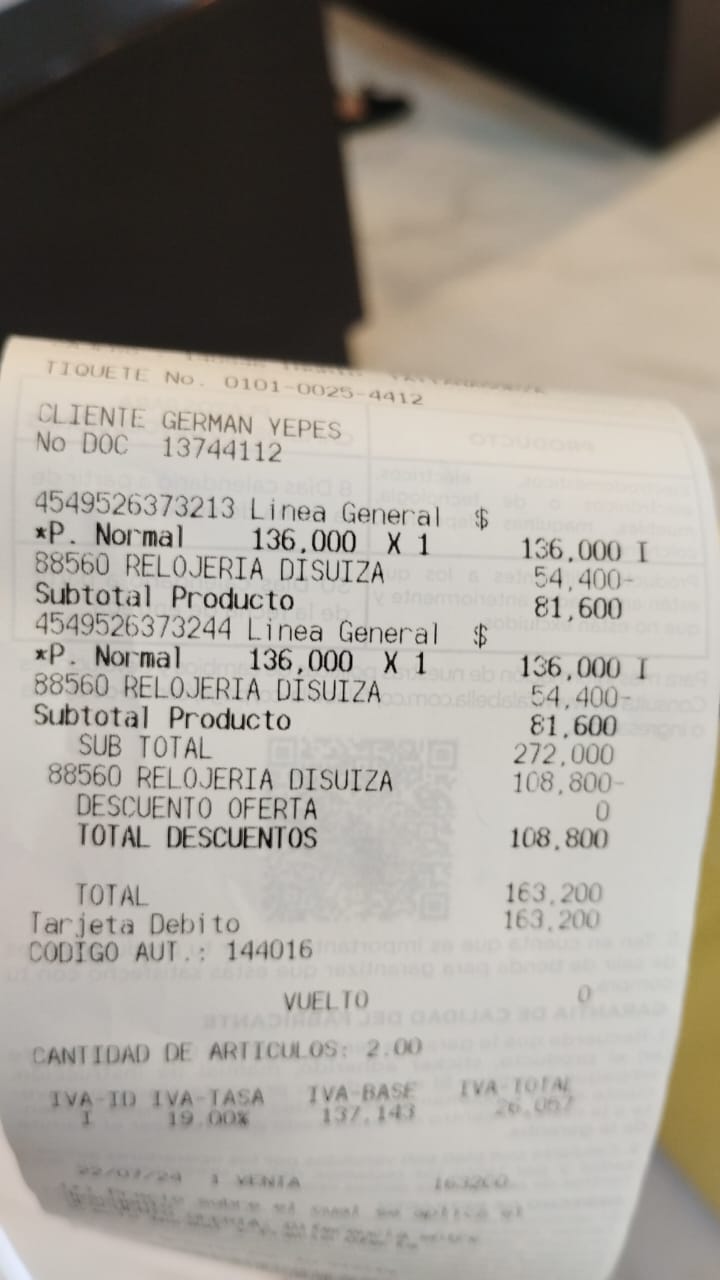 TIQUETE No. 0101-0025-4412
CLIENTE GERMAN YEPES
No DOC 13744112
4549526373213 Linea General $
*P. Normal 136,000 X 1 136,000 I
88560 RELOJERIA DISUIZA 54,400-
Subtotal Producto 81,600
4549526373244 Linea General $
*P. Normal 136,000 X 1 136,000 I
88560 RELOJERIA DISUIZA 54,400-
Subtotal Producto 81,600
SUB TOTAL 272,000
88560 RELOJERIA DISUIZA 108,800-
DESCUENTO OFERTA 0
TOTAL DESCUENTOS 108,800
TOTAL 163,200
Tarjeta Debito 163,200
CODIGO AUT.: 144016
VUELTO 0
CANTIDAD DE ARTICULOS: 2.00
IVA-ID IVA-TASA IVA-BASE IVA-TOTAL
I 19.00% 137,143 26,057
1 VENTA 163200